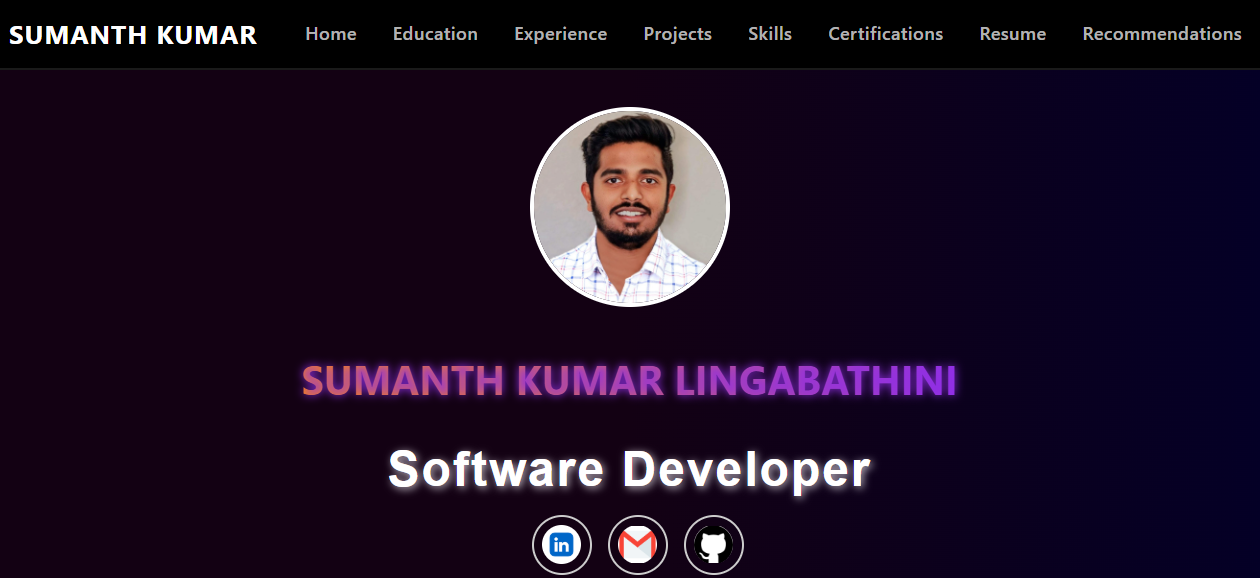 SUMANTH KUMAR Home Education Experience Projects Skills Certifications Resume Recommendations
SUMANTH KUMAR LINGABATHINI
Software Developer
in